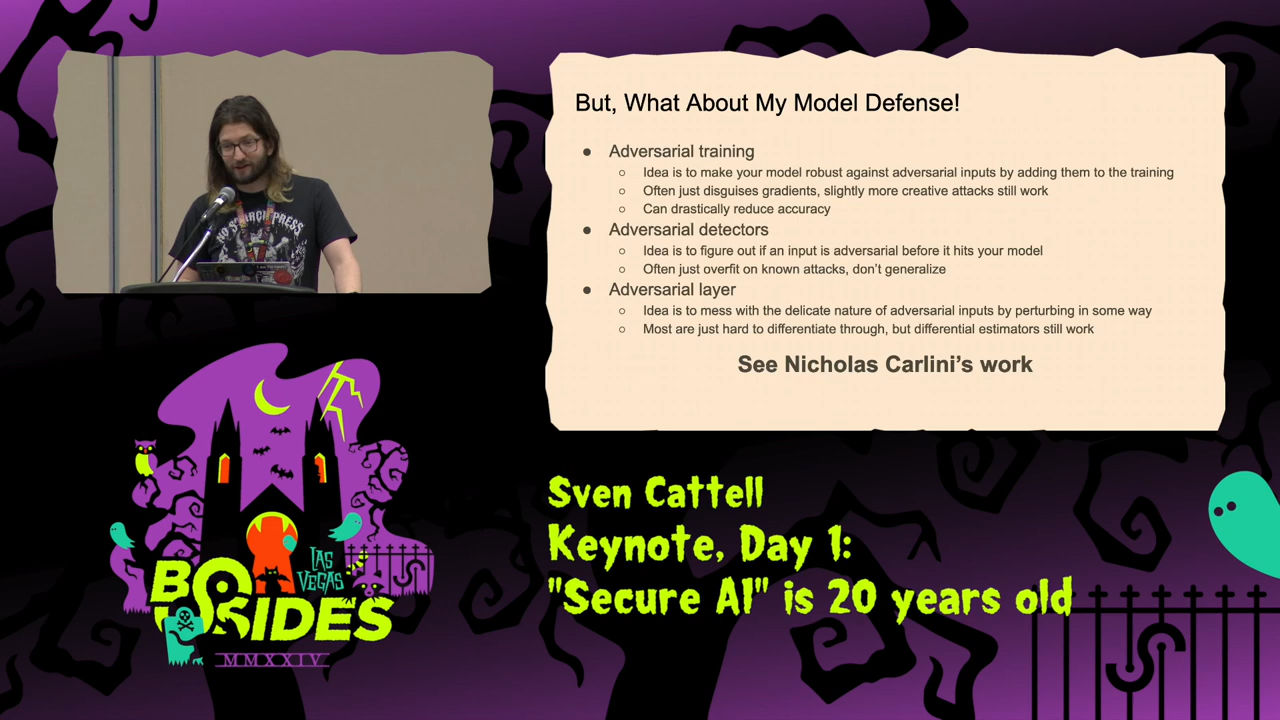 But, What About My Model Defense!
● Adversarial training
○ Idea is to make your model robust against adversarial inputs by adding them to the training
○ Often just disguises gradients, slightly more creative attacks still work
○ Can drastically reduce accuracy
● Adversarial detectors
○ Idea is to figure out if an input is adversarial before it hits your model
○ Often just overfit on known attacks, don't generalize
● Adversarial layer
○ Idea is to mess with the delicate nature of adversarial inputs by perturbing in some way
○ Most are just hard to differentiate through, but differential estimators still work
See Nicholas Carlini's work
NO STARCH PRESS
LAS
VEGAS
BSIDES
MMXXIV
Sven Cattell
Keynote, Day 1:
"Secure AI" is 20 years old